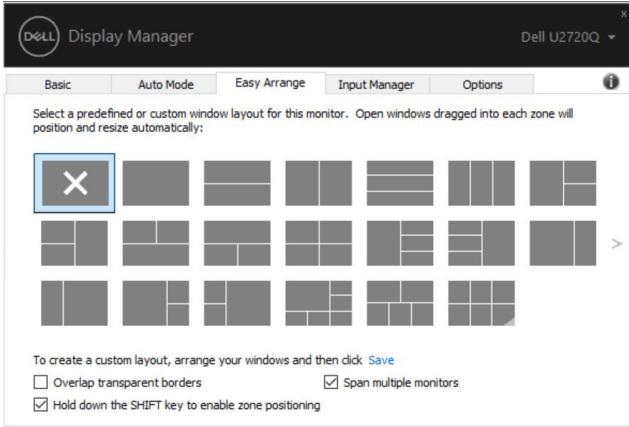 DELL Display Manager
Dell U2720Q
Basic
Auto Mode
Easy Arrange
Input Manager
Options
Select a predefined or custom window layout for this monitor. Open windows dragged into each zone will
position and resize automatically:
To create a custom layout, arrange your windows and then click Save
Overlap transparent borders
Span multiple monitors
Hold down the SHIFT key to enable zone positioning